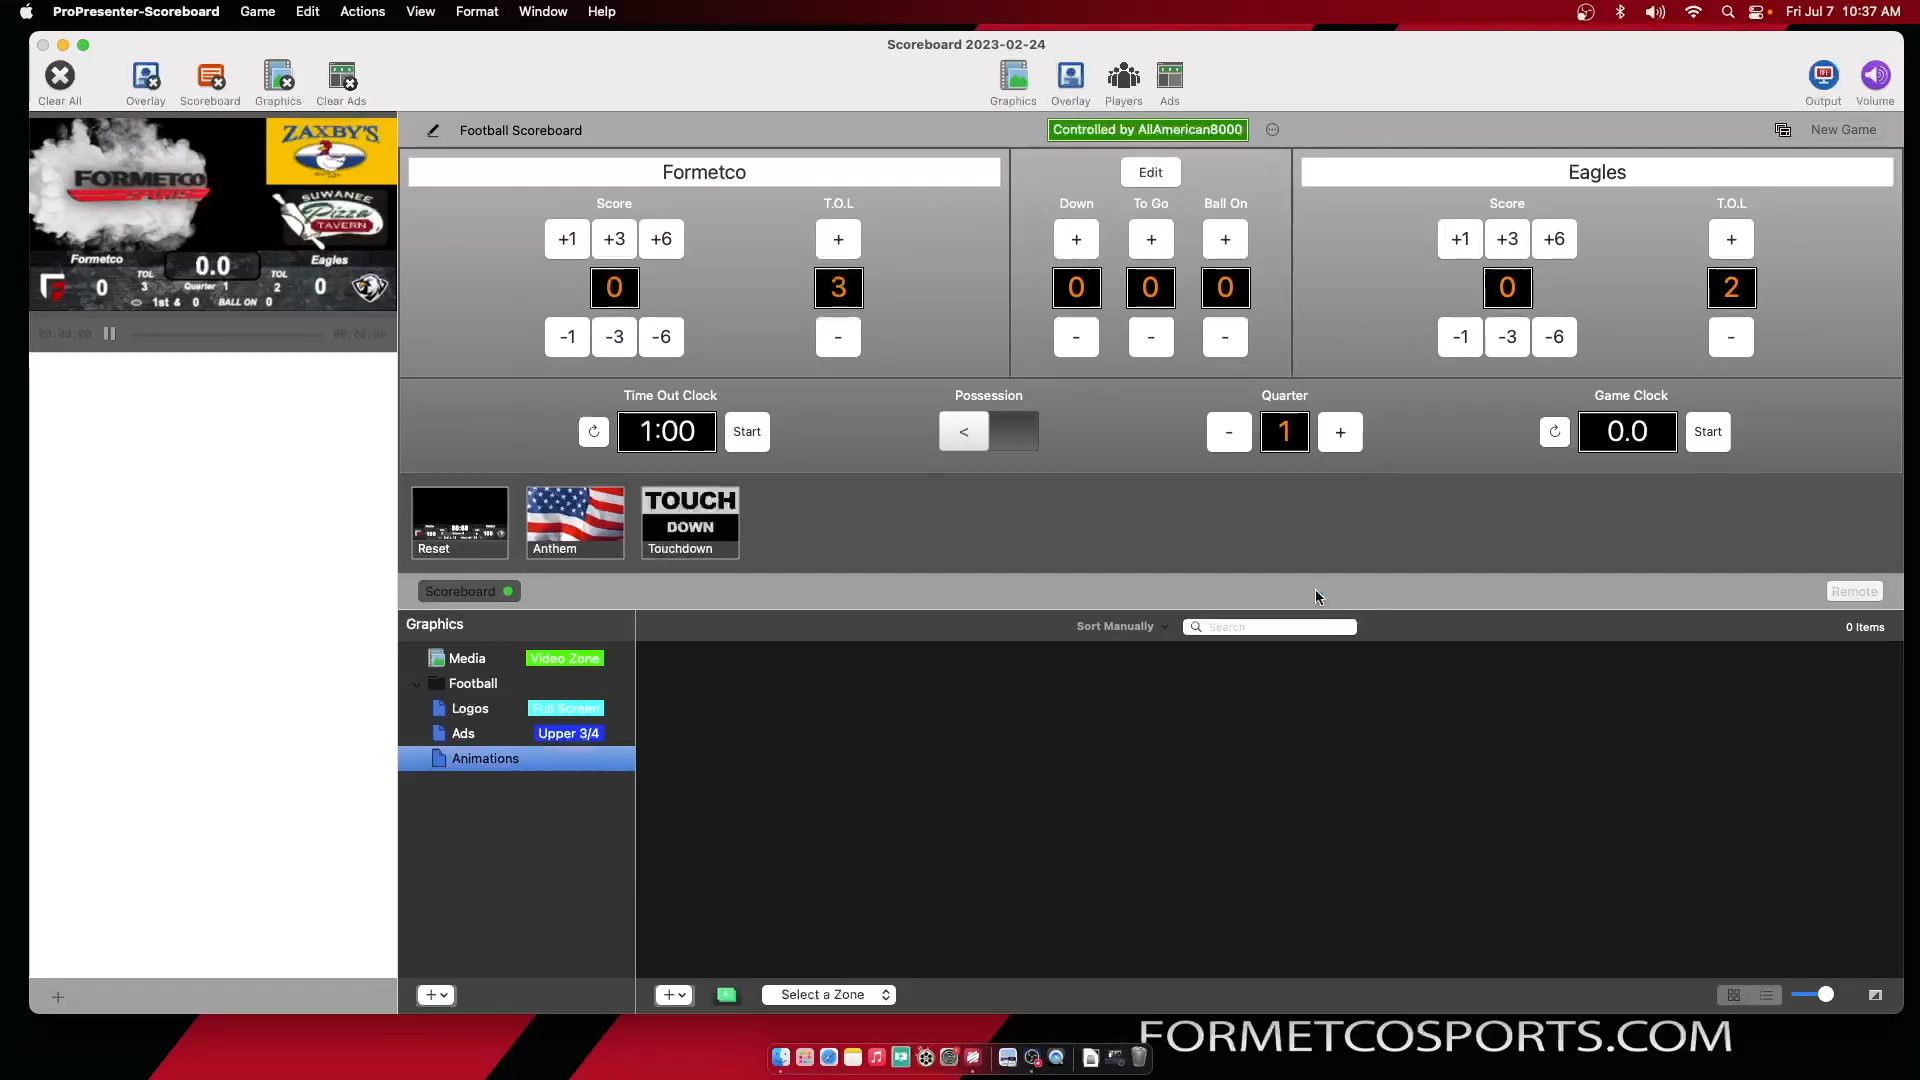 ProPresenter-Scoreboard Game Edit Actions View Format Window Help Fri Jul 7 10:37 AM
Scoreboard 2023-02-24
Clear All Overlay Scoreboard Graphics Clear Ads Graphics Overlay Players Ads Output Volume
Football Scoreboard Controlled by AllAmerican8000 New Game
ZAXBY'S
FORMETCO
SPORTS
SUWANEE
Pizza
TAVERN
Formetco 0.0 Eagles
0 TOL 3 Quarter 1 TOL 2 0
1st & 0 BALL ON 0
00:00:00 00:00:00
Formetco Edit Eagles
Score T.O.L Down To Go Ball On Score T.O.L
+1 +3 +6 + + + + +1 +3 +6 +
0 3 0 0 0 0 2
-1 -3 -6 - - - - -1 -3 -6 -
Time Out Clock Possession Quarter Game Clock
1:00 Start < - 1 + 0.0 Start
TOUCH
DOWN
Reset Anthem Touchdown
Scoreboard Remote
Graphics Sort Manually Search 0 Items
Media Video Zone
Football
Logos Full Screen
Ads Upper 3/4
Animations
+ + + Select a Zone
FORMETCOSPORTS.COM